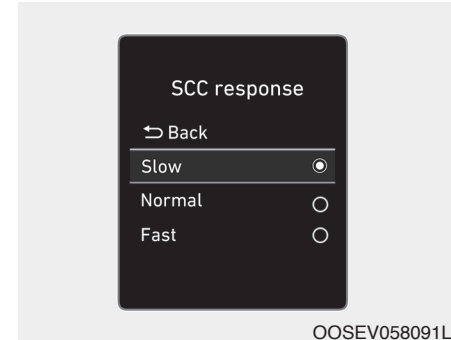 SCC response
Back
Slow
Normal
Fast
OOSEV058091L